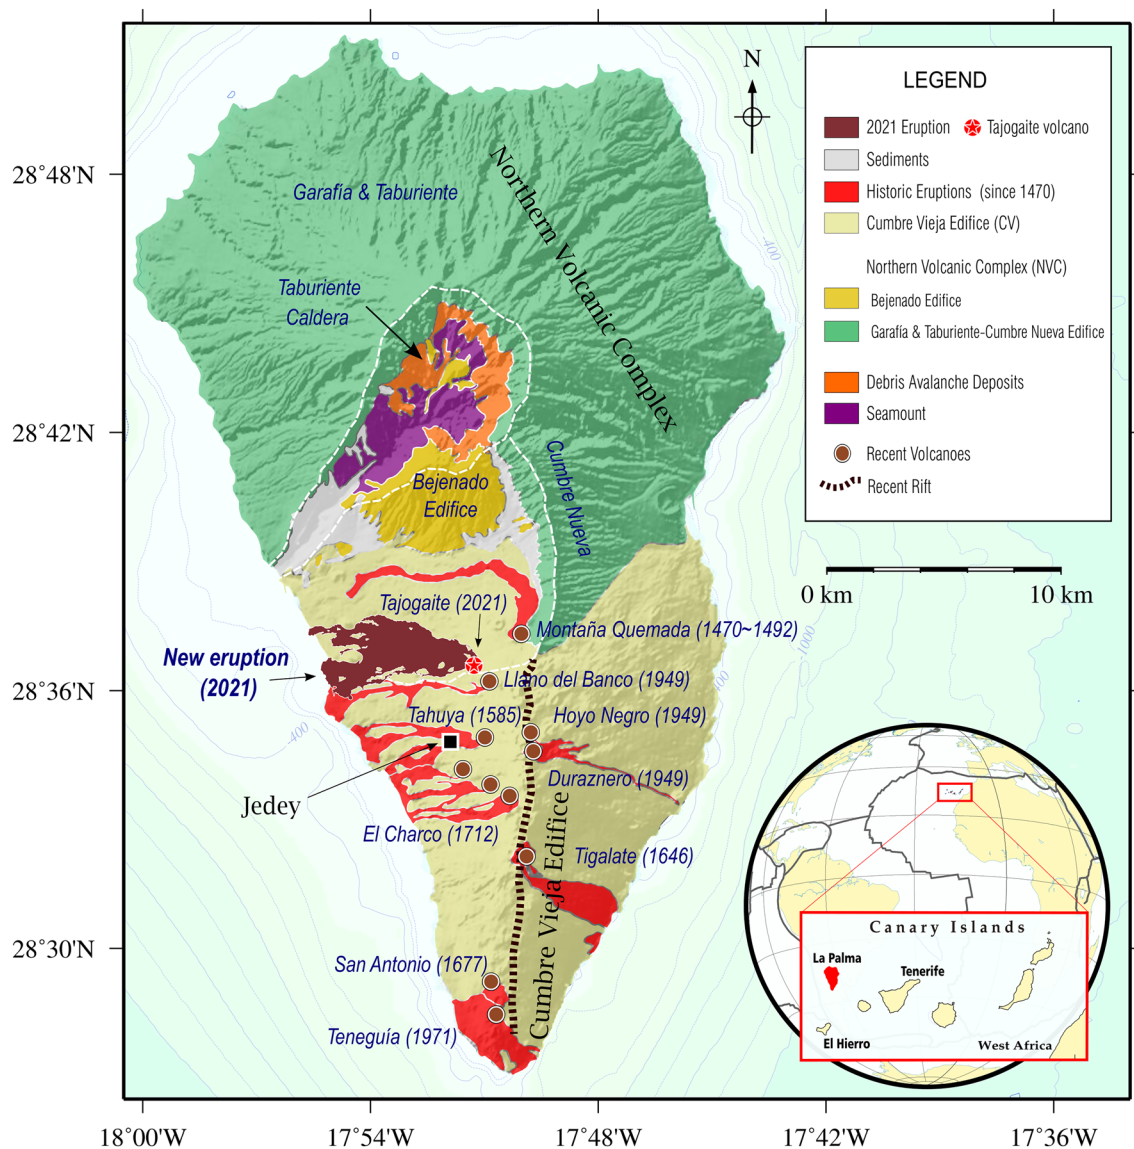 28°48'N
28°42'N
28°36'N
28°30'N
18°00'W
17°54'W
17°48'W
17°42'W
17°36'W
N
LEGEND
2021 Eruption
Tajogaite volcano
Sediments
Historic Eruptions (since 1470)
Cumbre Vieja Edifice (CV)
Northern Volcanic Complex (NVC)
Bejenado Edifice
Garafía & Taburiente-Cumbre Nueva Edifice
Debris Avalanche Deposits
Seamount
Recent Volcanoes
Recent Rift
0 km
10 km
Garafía & Taburiente
Northern Volcanic Complex
Taburiente
Caldera
Bejenado
Edifice
Cumbre Nueva
Tajogaite (2021)
Montaña Quemada (1470~1492)
New eruption
(2021)
Llano del Banco (1949)
Tahuya (1585)
Hoyo Negro (1949)
Duraznero (1949)
Jedey
El Charco (1712)
Tigalate (1646)
Cumbre Vieja Edifice
San Antonio (1677)
Teneguía (1971)
-400
-1000
-400
Canary Islands
La Palma
Tenerife
El Hierro
West Africa